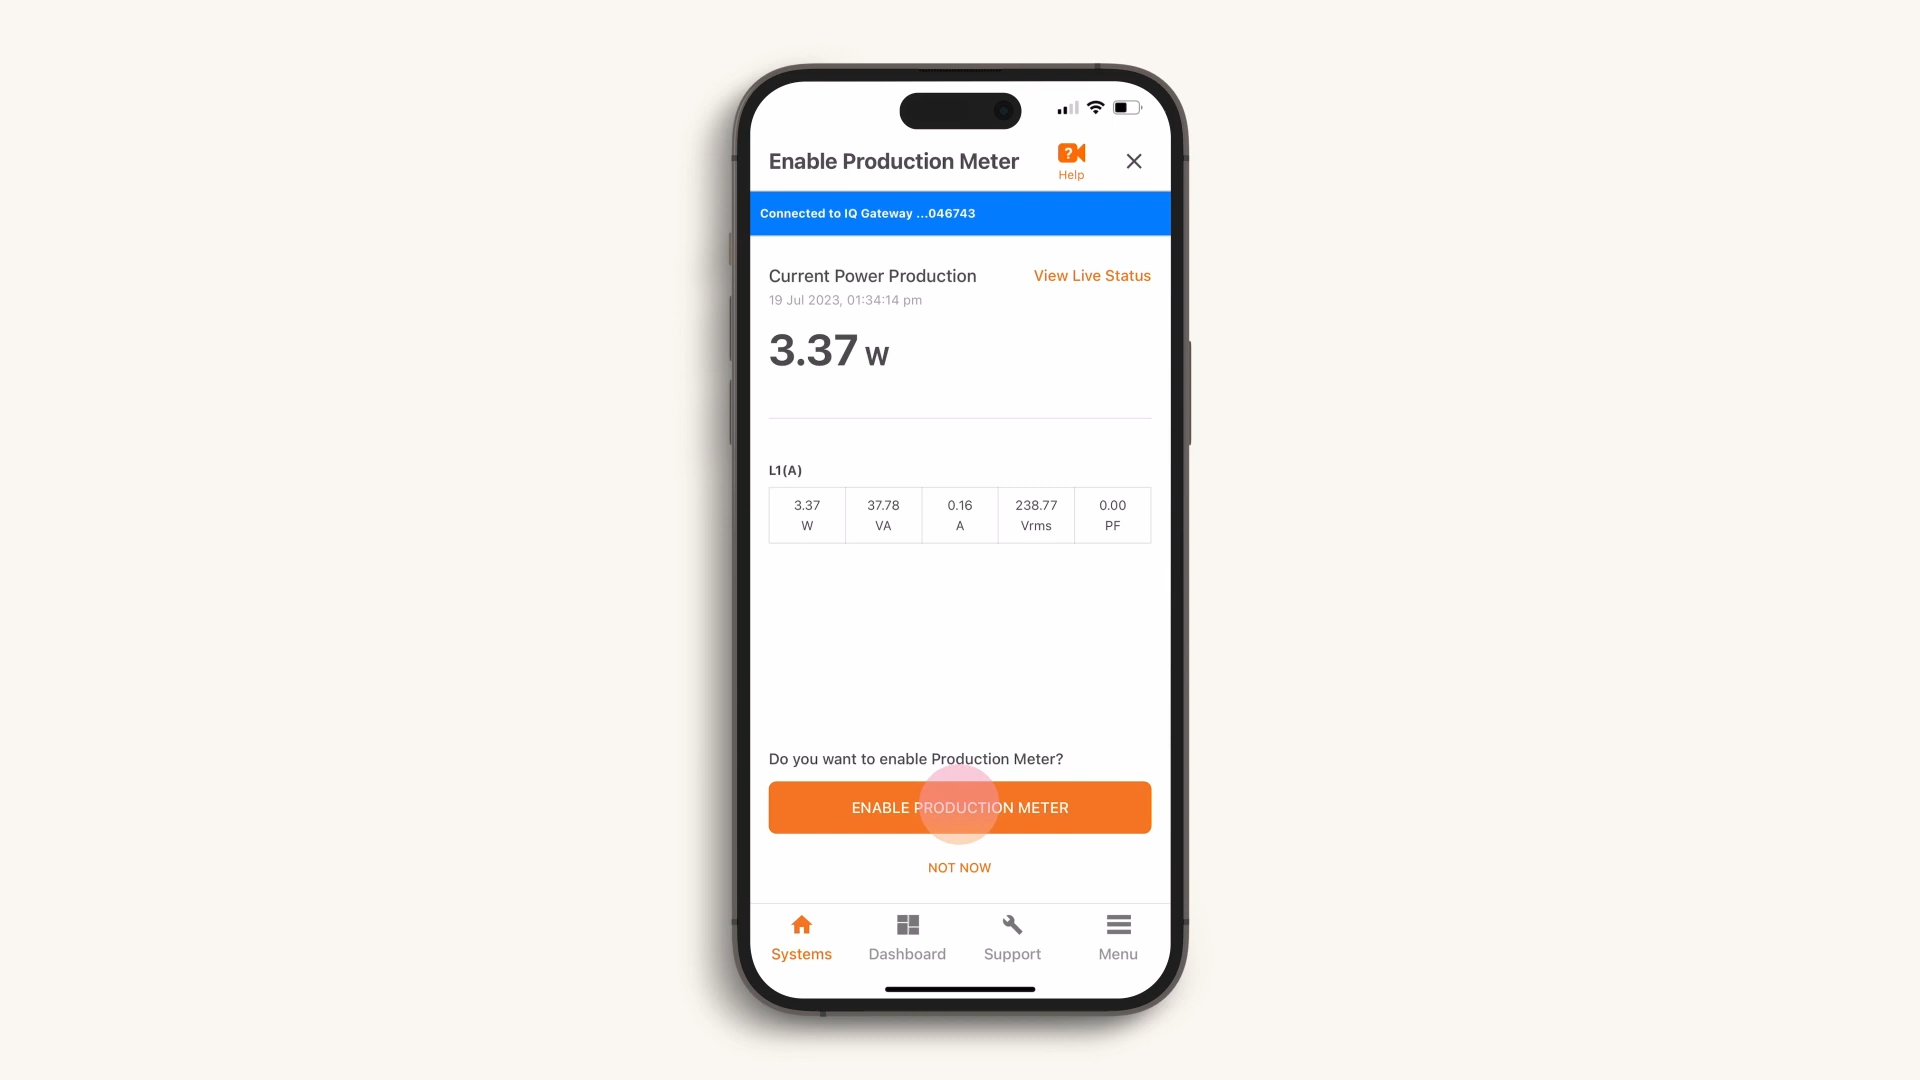 Enable Production Meter
?
Help
Connected to IQ Gateway ...046743
Current Power Production
View Live Status
19 Jul 2023, 01:34:14 pm
3.37 W
L1(A)
3.37 37.78 0.16 238.77 0.00
W VA A Vrms PF
Do you want to enable Production Meter?
ENABLE PRODUCTION METER
NOT NOW
Systems Dashboard Support Menu